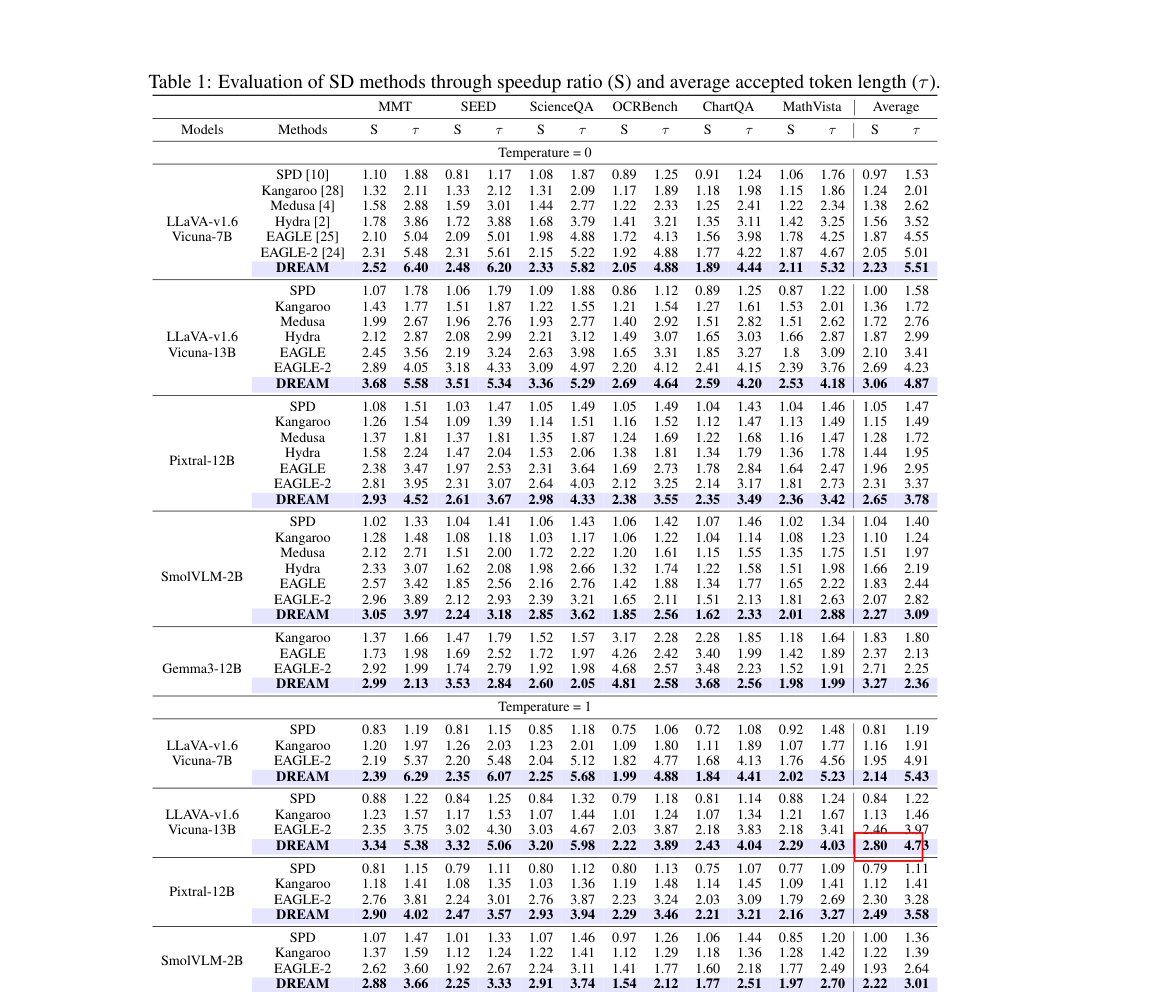 Table 1: Evaluation of SD methods through speedup ratio (S) and average accepted token length (τ).
MMT SEED ScienceQA OCRBench ChartQA MathVista Average
Models Methods S τ S τ S τ S τ S τ S τ S τ
Temperature = 0
SPD [10] 1.10 1.88 0.81 1.17 1.08 1.87 0.89 1.25 0.91 1.24 1.06 1.76 0.97 1.53
Kangaroo [28] 1.32 2.11 1.33 2.12 1.31 2.09 1.17 1.89 1.18 1.98 1.15 1.86 1.24 2.01
Medusa [4] 1.58 2.88 1.59 3.01 1.44 2.77 1.22 2.33 1.25 2.41 1.22 2.34 1.38 2.62
LLaVA-v1.6 Hydra [2] 1.78 3.86 1.72 3.88 1.68 3.79 1.41 3.21 1.35 3.11 1.42 3.25 1.56 3.52
Vicuna-7B EAGLE [25] 2.10 5.04 2.09 5.01 1.98 4.88 1.72 4.13 1.56 3.98 1.78 4.25 1.87 4.55
EAGLE-2 [24] 2.31 5.48 2.31 5.61 2.15 5.22 1.92 4.88 1.77 4.22 1.87 4.67 2.05 5.01
DREAM 2.52 6.40 2.48 6.20 2.33 5.82 2.05 4.88 1.89 4.44 2.11 5.32 2.23 5.51
SPD 1.07 1.78 1.06 1.79 1.09 1.88 0.86 1.12 0.89 1.25 0.87 1.22 1.00 1.58
Kangaroo 1.43 1.77 1.51 1.87 1.22 1.55 1.21 1.54 1.27 1.61 1.53 2.01 1.36 1.72
Medusa 1.99 2.67 1.96 2.76 1.93 2.77 1.40 2.92 1.51 2.82 1.51 2.62 1.72 2.76
LLaVA-v1.6 Hydra 2.12 2.87 2.08 2.99 2.21 3.12 1.49 3.07 1.65 3.03 1.66 2.87 1.87 2.99
Vicuna-13B EAGLE 2.45 3.56 2.19 3.24 2.63 3.98 1.65 3.31 1.85 3.27 1.8 3.09 2.10 3.41
EAGLE-2 2.89 4.05 3.18 4.33 3.09 4.97 2.20 4.12 2.41 4.15 2.39 3.76 2.69 4.23
DREAM 3.68 5.58 3.51 5.34 3.36 5.29 2.69 4.64 2.59 4.20 2.53 4.18 3.06 4.87
SPD 1.08 1.51 1.03 1.47 1.05 1.49 1.05 1.49 1.04 1.43 1.04 1.46 1.05 1.47
Kangaroo 1.26 1.54 1.09 1.39 1.14 1.51 1.16 1.52 1.12 1.47 1.13 1.49 1.15 1.49
Medusa 1.37 1.81 1.37 1.81 1.35 1.87 1.24 1.69 1.22 1.68 1.16 1.47 1.28 1.72
Pixtral-12B Hydra 1.58 2.24 1.47 2.04 1.53 2.06 1.38 1.81 1.34 1.79 1.36 1.78 1.44 1.95
EAGLE 2.38 3.47 1.97 2.53 2.31 3.64 1.69 2.73 1.78 2.84 1.64 2.47 1.96 2.95
EAGLE-2 2.81 3.95 2.31 3.07 2.64 4.03 2.12 3.25 2.14 3.17 1.81 2.73 2.31 3.37
DREAM 2.93 4.52 2.61 3.67 2.98 4.33 2.38 3.55 2.35 3.49 2.36 3.42 2.65 3.78
SPD 1.02 1.33 1.04 1.41 1.06 1.43 1.06 1.42 1.07 1.46 1.02 1.34 1.04 1.40
Kangaroo 1.28 1.48 1.08 1.18 1.03 1.17 1.06 1.22 1.04 1.14 1.08 1.23 1.10 1.24
Medusa 2.12 2.71 1.51 2.00 1.72 2.22 1.20 1.61 1.15 1.55 1.35 1.75 1.51 1.97
Hydra 2.33 3.07 1.62 2.08 1.98 2.66 1.32 1.74 1.22 1.58 1.51 1.98 1.66 2.19
SmolVLM-2B EAGLE 2.57 3.42 1.85 2.56 2.16 2.76 1.42 1.88 1.34 1.77 1.65 2.22 1.83 2.44
EAGLE-2 2.96 3.89 2.12 2.93 2.39 3.21 1.65 2.11 1.51 2.13 1.81 2.63 2.07 2.82
DREAM 3.05 3.97 2.24 3.18 2.85 3.62 1.85 2.56 1.62 2.33 2.01 2.88 2.27 3.09
Kangaroo 1.37 1.66 1.47 1.79 1.52 1.57 3.17 2.28 2.28 1.85 1.18 1.64 1.83 1.80
EAGLE 1.73 1.98 1.69 2.52 1.72 1.97 4.26 2.42 3.40 1.99 1.42 1.89 2.37 2.13
Gemma3-12B EAGLE-2 2.92 1.99 1.74 2.79 1.92 1.98 4.68 2.57 3.48 2.23 1.52 1.91 2.71 2.25
DREAM 2.99 2.13 3.53 2.84 2.60 2.05 4.81 2.58 3.68 2.56 1.98 1.99 3.27 2.36
Temperature = 1
SPD 0.83 1.19 0.81 1.15 0.85 1.18 0.75 1.06 0.72 1.08 0.92 1.48 0.81 1.19
LLaVA-v1.6 Kangaroo 1.20 1.97 1.26 2.03 1.23 2.01 1.09 1.80 1.11 1.89 1.07 1.77 1.16 1.91
Vicuna-7B EAGLE-2 2.19 5.37 2.20 5.48 2.04 5.12 1.82 4.77 1.68 4.13 1.76 4.56 1.95 4.91
DREAM 2.39 6.29 2.35 6.07 2.25 5.68 1.99 4.88 1.84 4.41 2.02 5.23 2.14 5.43
SPD 0.88 1.22 0.84 1.25 0.84 1.32 0.79 1.18 0.81 1.14 0.88 1.24 0.84 1.22
LLAVA-v1.6 Kangaroo 1.23 1.57 1.17 1.53 1.07 1.44 1.01 1.24 1.07 1.34 1.21 1.67 1.13 1.46
Vicuna-13B EAGLE-2 2.35 3.75 3.02 4.30 3.03 4.67 2.03 3.87 2.18 3.83 2.18 3.41 2.46 3.97
DREAM 3.34 5.38 3.32 5.06 3.20 5.98 2.22 3.89 2.43 4.04 2.29 4.03 2.80 4.73
SPD 0.81 1.15 0.79 1.11 0.80 1.12 0.80 1.13 0.75 1.07 0.77 1.09 0.79 1.11
Pixtral-12B Kangaroo 1.18 1.41 1.08 1.35 1.03 1.36 1.19 1.48 1.14 1.45 1.09 1.41 1.12 1.41
EAGLE-2 2.76 3.81 2.24 3.01 2.76 3.87 2.23 3.24 2.03 3.09 1.79 2.69 2.30 3.28
DREAM 2.90 4.02 2.47 3.57 2.93 3.94 2.29 3.46 2.21 3.21 2.16 3.27 2.49 3.58
SPD 1.07 1.47 1.01 1.33 1.07 1.46 0.97 1.26 1.06 1.44 0.85 1.20 1.00 1.36
Kangaroo 1.37 1.59 1.12 1.24 1.22 1.41 1.12 1.29 1.18 1.36 1.28 1.42 1.22 1.39
SmolVLM-2B EAGLE-2 2.62 3.60 1.92 2.67 2.24 3.11 1.41 1.77 1.60 2.18 1.77 2.49 1.93 2.64
DREAM 2.88 3.66 2.25 3.33 2.91 3.74 1.54 2.12 1.77 2.51 1.97 2.70 2.22 3.01